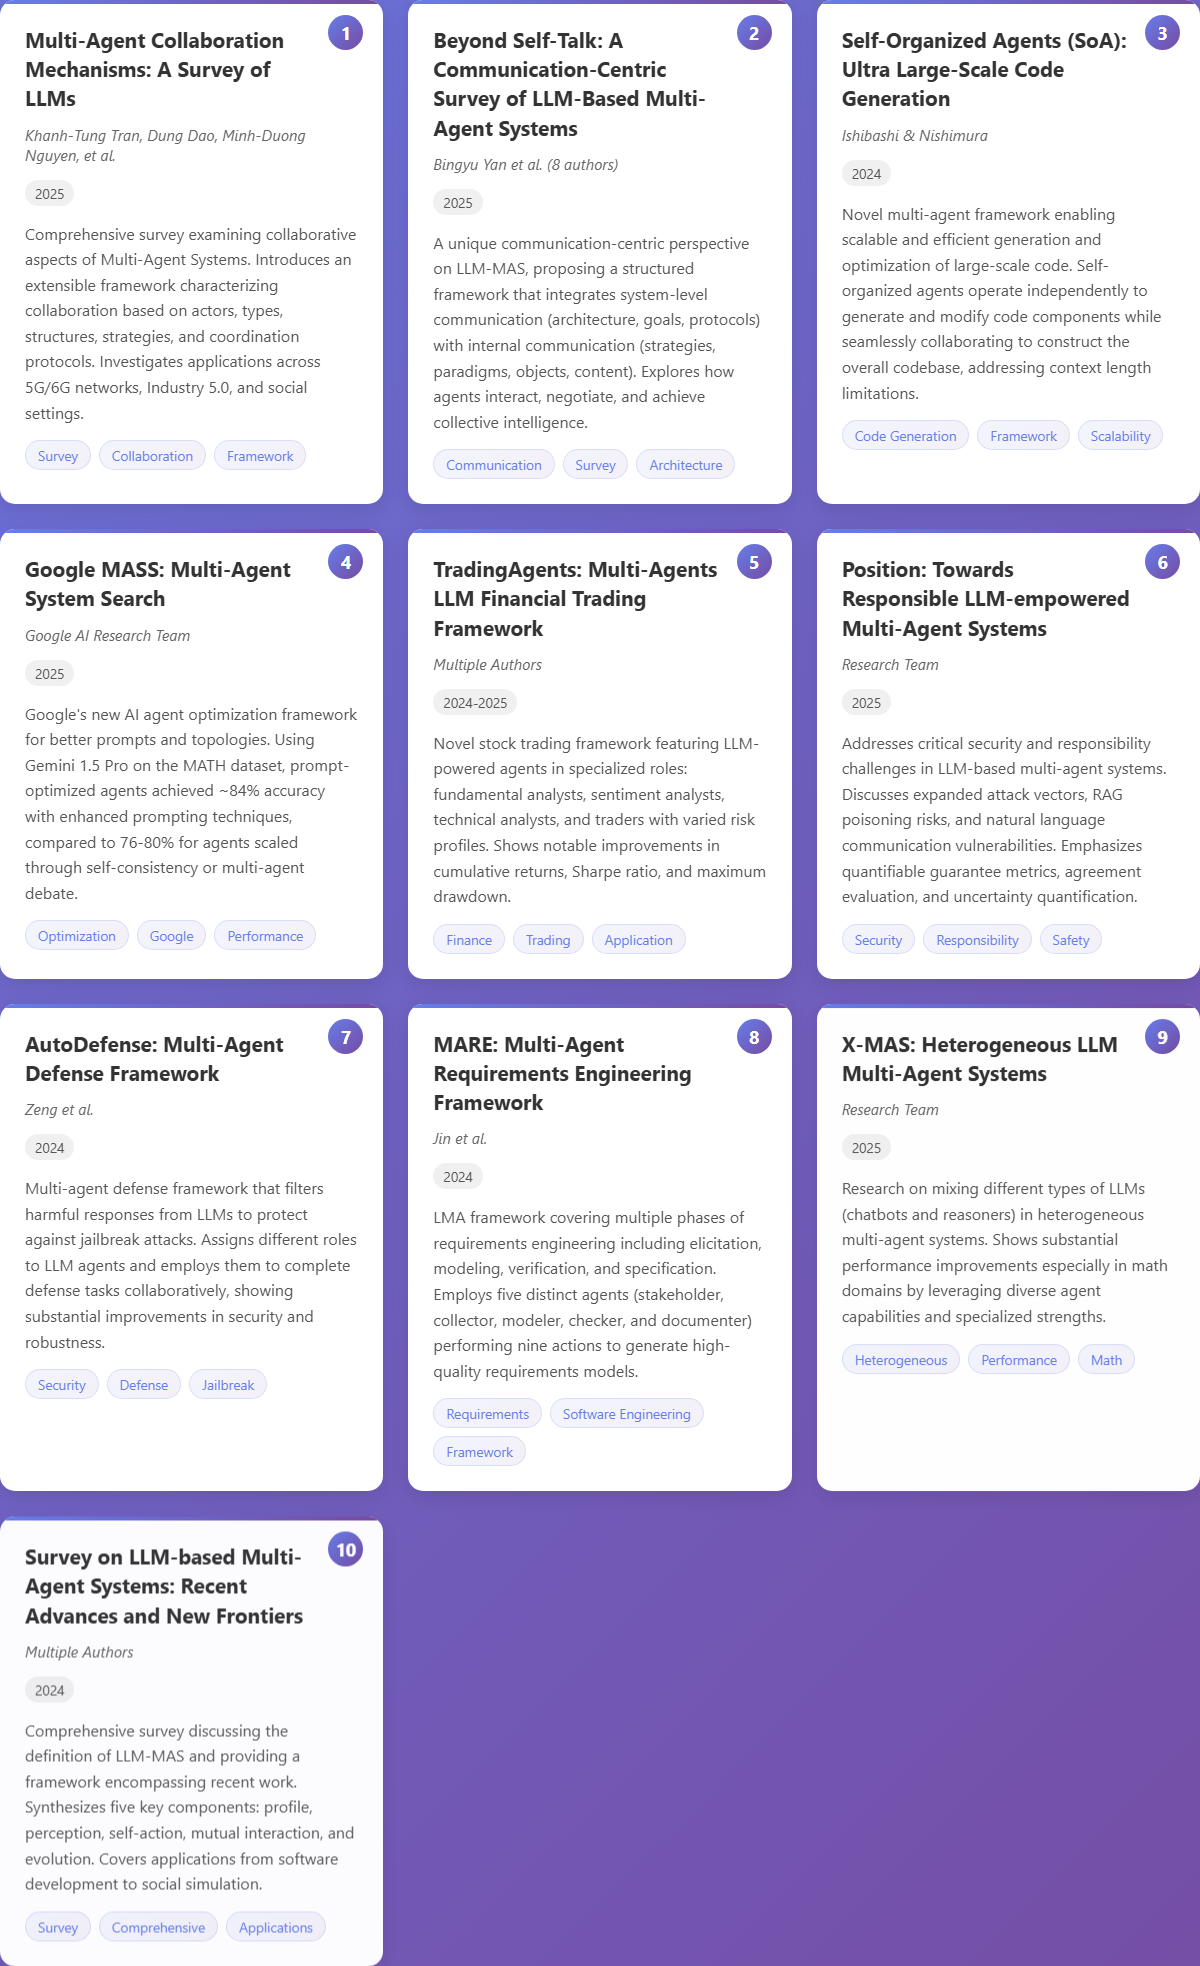 1
Multi-Agent Collaboration
Mechanisms: A Survey of
LLMs
Khanh-Tung Tran, Dung Dao, Minh-Duong
Nguyen, et al.
2025
Comprehensive survey examining collaborative
aspects of Multi-Agent Systems. Introduces an
extensible framework characterizing
collaboration based on actors, types,
structures, strategies, and coordination
protocols. Investigates applications across
5G/6G networks, Industry 5.0, and social
settings.
Survey Collaboration Framework
2
Beyond Self-Talk: A
Communication-Centric
Survey of LLM-Based Multi-
Agent Systems
Bingyu Yan et al. (8 authors)
2025
A unique communication-centric perspective
on LLM-MAS, proposing a structured
framework that integrates system-level
communication (architecture, goals, protocols)
with internal communication (strategies,
paradigms, objects, content). Explores how
agents interact, negotiate, and achieve
collective intelligence.
Communication Survey Architecture
3
Self-Organized Agents (SoA):
Ultra Large-Scale Code
Generation
Ishibashi & Nishimura
2024
Novel multi-agent framework enabling
scalable and efficient generation and
optimization of large-scale code. Self-
organized agents operate independently to
generate and modify code components while
seamlessly collaborating to construct the
overall codebase, addressing context length
limitations.
Code Generation Framework Scalability
4
Google MASS: Multi-Agent
System Search
Google AI Research Team
2025
Google's new AI agent optimization framework
for better prompts and topologies. Using
Gemini 1.5 Pro on the MATH dataset, prompt-
optimized agents achieved ~84% accuracy
with enhanced prompting techniques,
compared to 76-80% for agents scaled
through self-consistency or multi-agent
debate.
Optimization Google Performance
5
TradingAgents: Multi-Agents
LLM Financial Trading
Framework
Multiple Authors
2024-2025
Novel stock trading framework featuring LLM-
powered agents in specialized roles:
fundamental analysts, sentiment analysts,
technical analysts, and traders with varied risk
profiles. Shows notable improvements in
cumulative returns, Sharpe ratio, and maximum
drawdown.
Finance Trading Application
6
Position: Towards
Responsible LLM-empowered
Multi-Agent Systems
Research Team
2025
Addresses critical security and responsibility
challenges in LLM-based multi-agent systems.
Discusses expanded attack vectors, RAG
poisoning risks, and natural language
communication vulnerabilities. Emphasizes
quantifiable guarantee metrics, agreement
evaluation, and uncertainty quantification.
Security Responsibility Safety
7
AutoDefense: Multi-Agent
Defense Framework
Zeng et al.
2024
Multi-agent defense framework that filters
harmful responses from LLMs to protect
against jailbreak attacks. Assigns different roles
to LLM agents and employs them to complete
defense tasks collaboratively, showing
substantial improvements in security and
robustness.
Security Defense Jailbreak
8
MARE: Multi-Agent
Requirements Engineering
Framework
Jin et al.
2024
LMA framework covering multiple phases of
requirements engineering including elicitation,
modeling, verification, and specification.
Employs five distinct agents (stakeholder,
collector, modeler, checker, and documenter)
performing nine actions to generate high-
quality requirements models.
Requirements Software Engineering
Framework
9
X-MAS: Heterogeneous LLM
Multi-Agent Systems
Research Team
2025
Research on mixing different types of LLMs
(chatbots and reasoners) in heterogeneous
multi-agent systems. Shows substantial
performance improvements especially in math
domains by leveraging diverse agent
capabilities and specialized strengths.
Heterogeneous Performance Math
10
Survey on LLM-based Multi-
Agent Systems: Recent
Advances and New Frontiers
Multiple Authors
2024
Comprehensive survey discussing the
definition of LLM-MAS and providing a
framework encompassing recent work.
Synthesizes five key components: profile,
perception, self-action, mutual interaction, and
evolution. Covers applications from software
development to social simulation.
Survey Comprehensive Applications